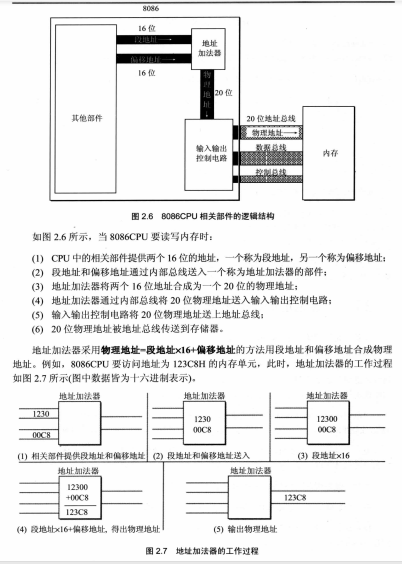 8086
16 位
段地址
偏移地址
16 位
地址
加法器
物理地址
20 位
其他部件
输入输出
控制电路
20 位地址总线
物理地址
数据总线
控制总线
内存
图 2.6 8086CPU 相关部件的逻辑结构
如图 2.6 所示，当 8086CPU 要读写内存时：
(1) CPU 中的相关部件提供两个 16 位的地址，一个称为段地址，另一个称为偏移地址；
(2) 段地址和偏移地址通过内部总线送入一个称为地址加法器的部件；
(3) 地址加法器将两个 16 位地址合成为一个 20 位的物理地址；
(4) 地址加法器通过内部总线将 20 位物理地址送入输入输出控制电路；
(5) 输入输出控制电路将 20 位物理地址送上地址总线；
(6) 20 位物理地址被地址总线传送到存储器。
地址加法器采用物理地址=段地址×16+偏移地址的方法用段地址和偏移地址合成物理
地址。例如，8086CPU 要访问地址为 123C8H 的内存单元，此时，地址加法器的工作过程
如图 2.7 所示(图中数据皆为十六进制表示)。
地址加法器
1230
00C8
(1) 相关部件提供段地址和偏移地址
地址加法器
1230
00C8
(2) 段地址和偏移地址送入
地址加法器
12300
00C8
(3) 段地址×16
地址加法器
12300
+00C8
123C8
(4) 段地址×16+偏移地址, 得出物理地址
地址加法器
123C8
(5) 输出物理地址
图 2.7 地址加法器的工作过程